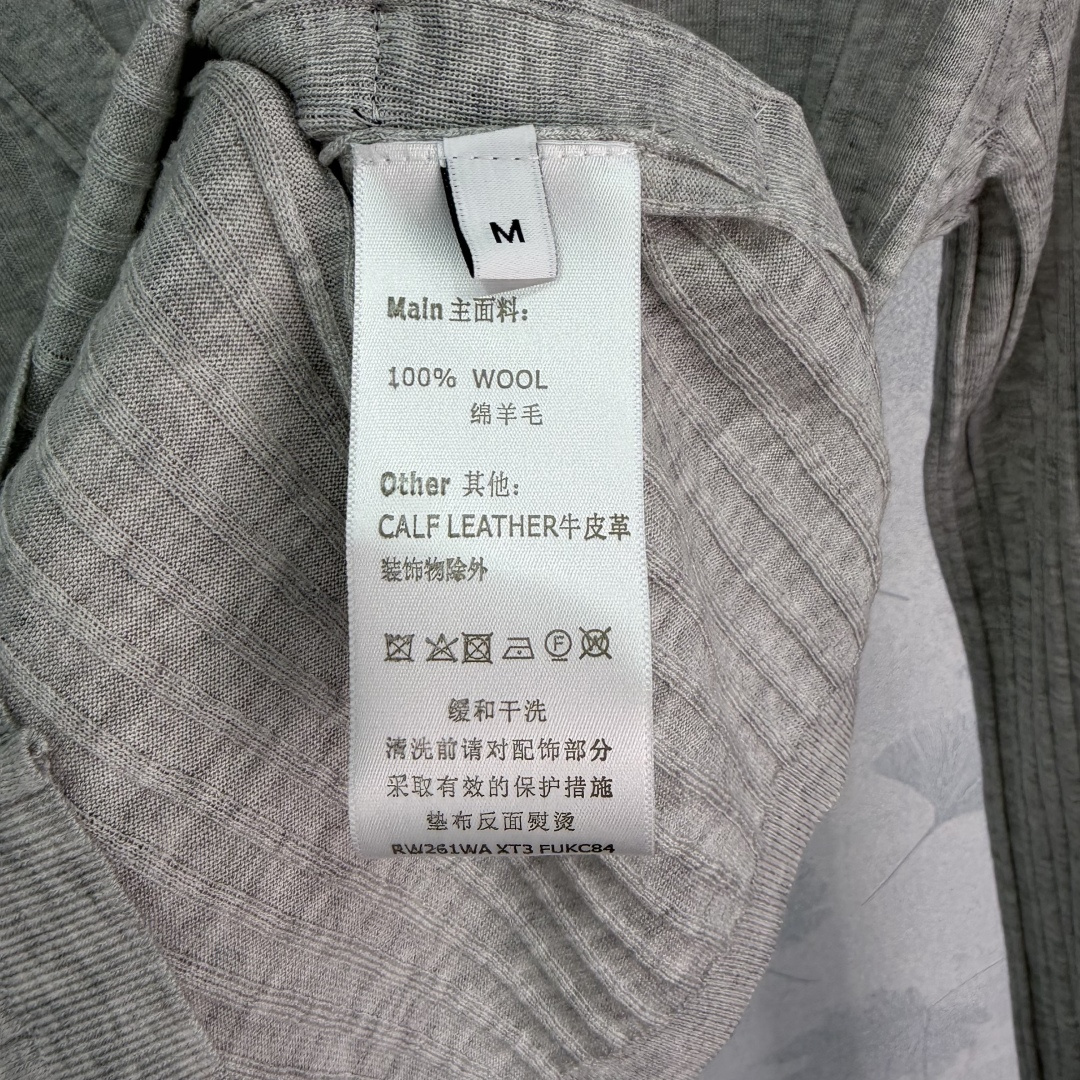 M
Main 主面料:
100% WOOL
绵羊毛
Other 其他:
CALF LEATHER牛皮革
装饰物除外
F W
缓和干洗
清洗前请对配饰部分
采取有效的保护措施
垫布反面熨烫
RW261WA XT3 FUKC84